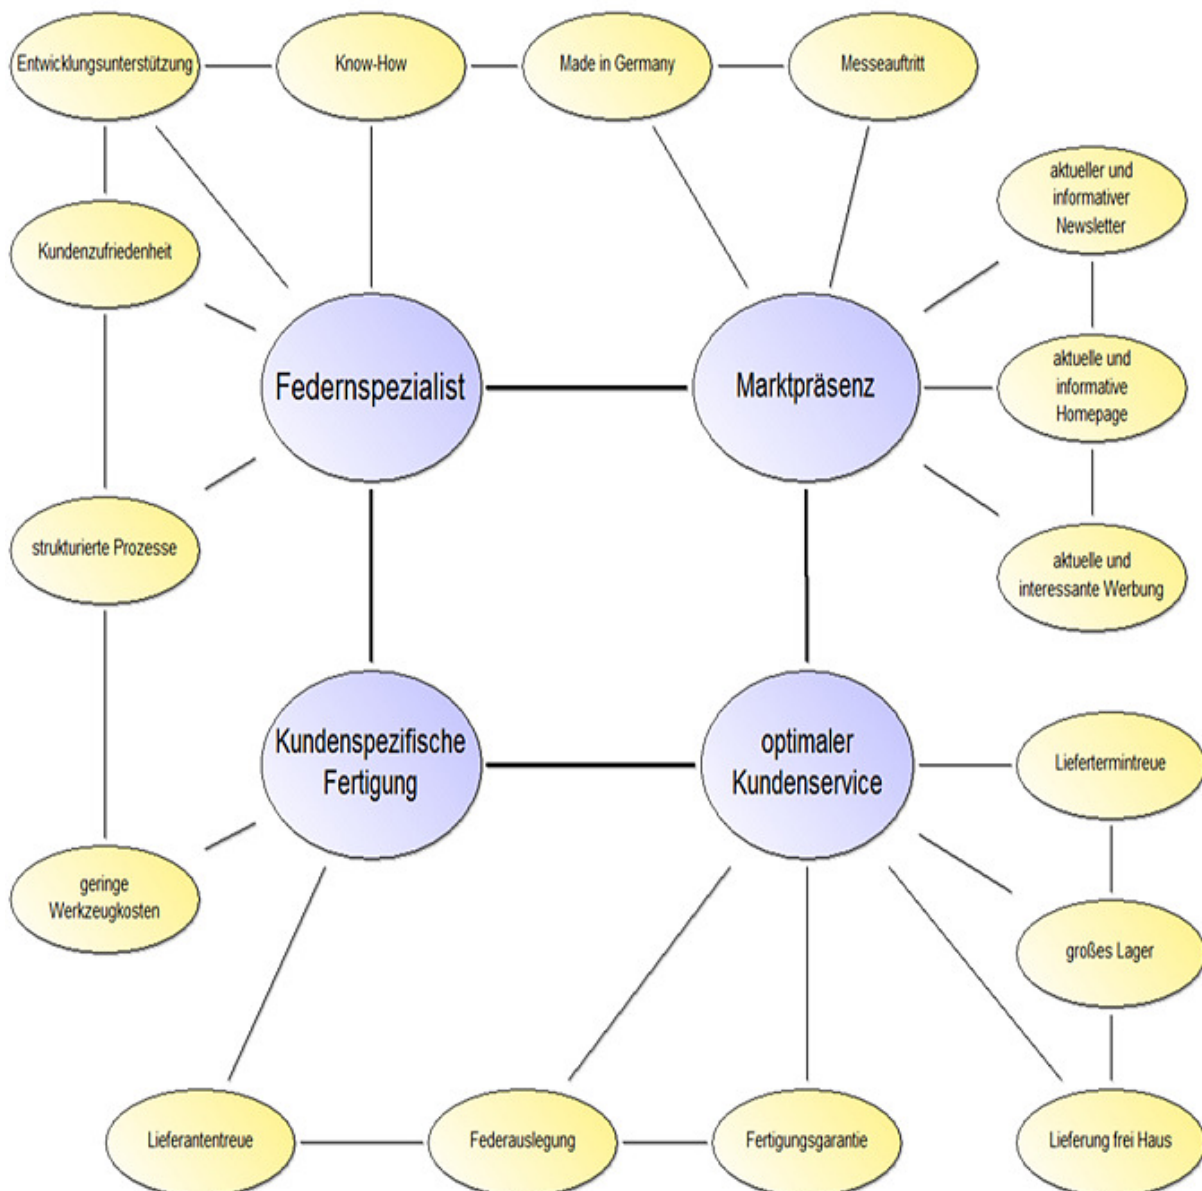 Entwicklungsunterstützung
Know-How
Made in Germany
Messeauftritt
aktueller und
informativer
Newsletter
Kundenzufriedenheit
Federnspezialist
Marktpräsenz
aktuelle und
informative
Homepage
strukturierte Prozesse
aktuelle und
interessante Werbung
Kundenspezifische
Fertigung
optimaler
Kundenservice
Liefertermintreue
geringe
Werkzeugkosten
großes Lager
Lieferantentreue
Federauslegung
Fertigungsgarantie
Lieferung frei Haus